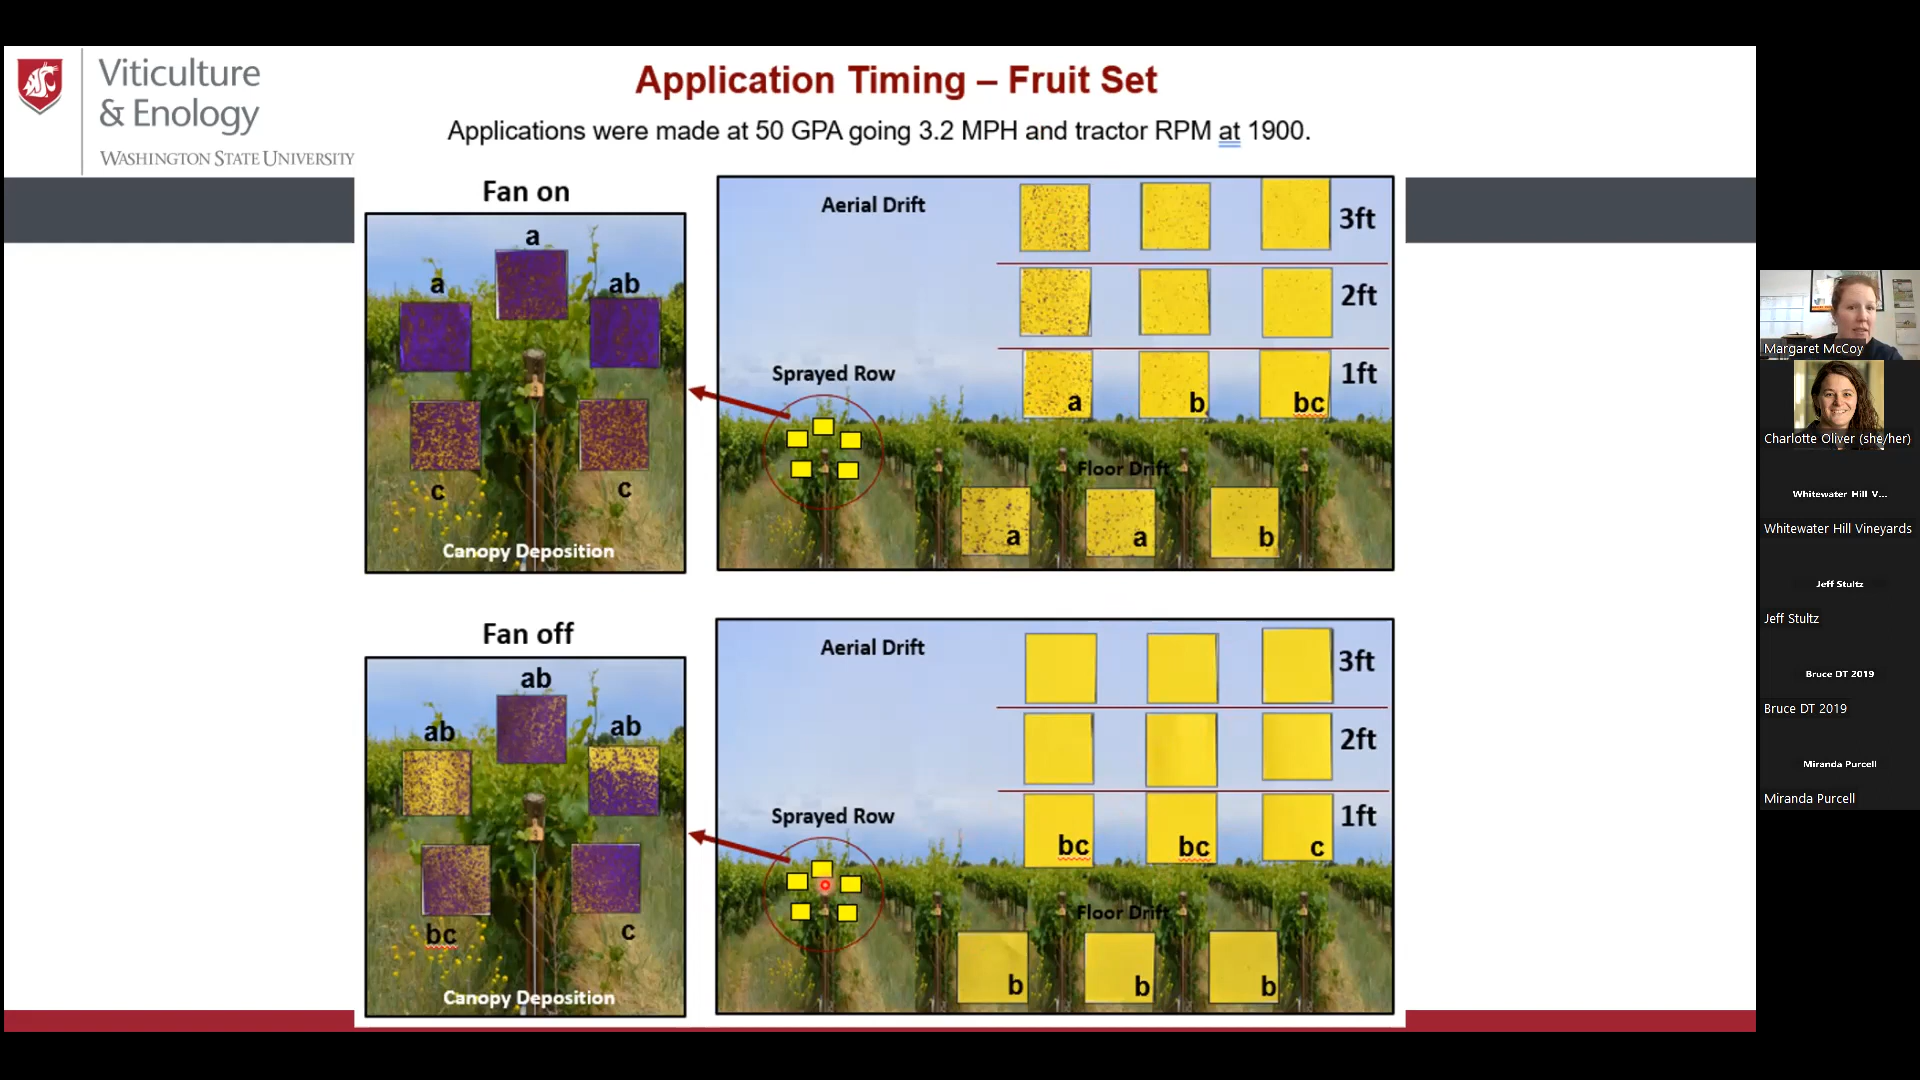 Viticulture
& Enology
WASHINGTON STATE UNIVERSITY
Application Timing – Fruit Set
Applications were made at 50 GPA going 3.2 MPH and tractor RPM at 1900.
Fan on
a
a
ab
c
c
Canopy Deposition
Aerial Drift
3ft
2ft
Sprayed Row
1ft
a
b
bc
Floor Drift
a
a
b
Fan off
ab
ab
ab
bc
c
Canopy Deposition
Aerial Drift
3ft
2ft
Sprayed Row
1ft
bc
bc
c
Floor Drift
b
b
b
Margaret McCoy
Charlotte Oliver (she/her)
Whitewater Hill V...
Whitewater Hill Vineyards
Jeff Stultz
Jeff Stultz
Bruce DT 2019
Bruce DT 2019
Miranda Purcell
Miranda Purcell